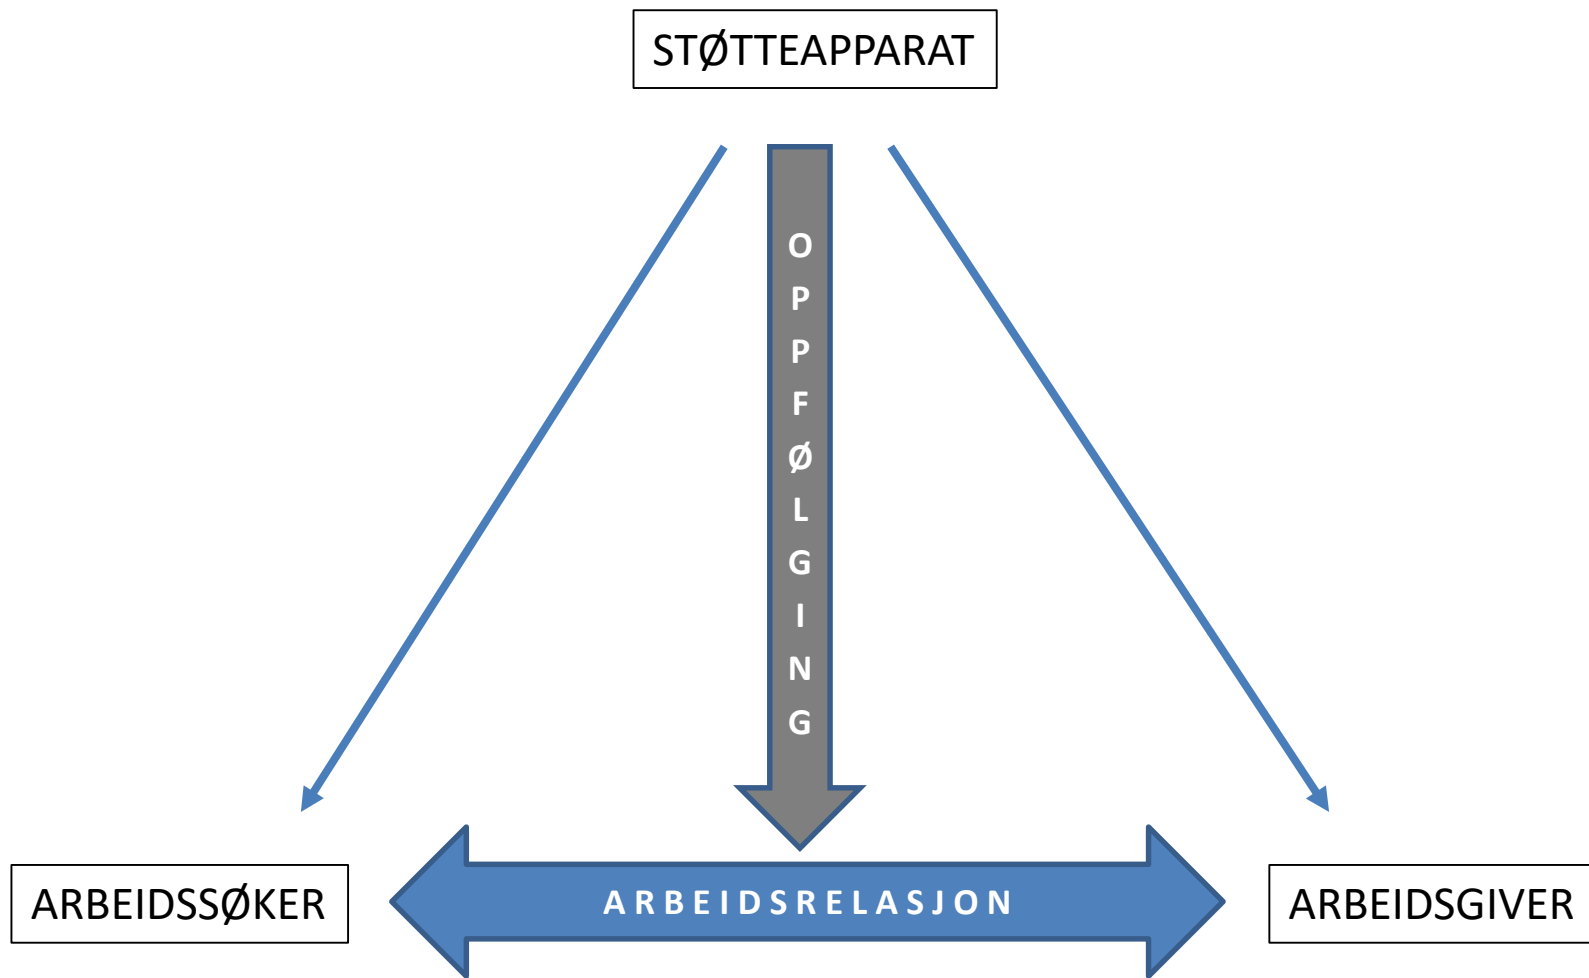 STØTTEAPPARAT
OPPFØLGING
ARBEIDSSØKER
ARBEIDSRELASJON
ARBEIDSGIVER